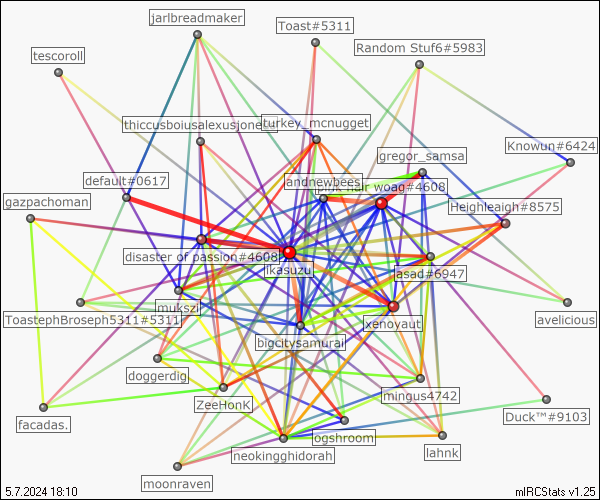 jarlbreadmaker
Toast#5311
Random Stuf6#5983
tescoroll
thiccusboiusalexusjones
turkey_mcnugget
Knowun#6424
gregor_samsa
default#0617
andnewbees
hair woag#4608
gazpachoman
Heighleaigh#8575
disaster of passion#4608
ikasuzu
asad#6947
mukszi
ToastephBroseph5311#5311
xenoyaut
avelicious
bigcitysamurai
doggerdig
mingus4742
ZeeHonK
Duck™#9103
facadas.
ogshroom
lahnk
neokingghidorah
moonraven
5.7.2024 18:10
mIRCStats v1.25